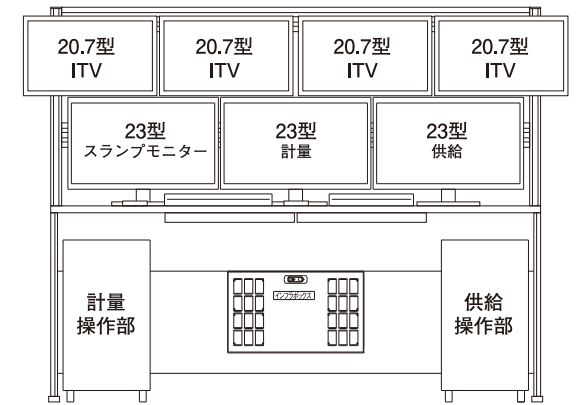 20.7型
ITV
20.7型
ITV
20.7型
ITV
20.7型
ITV
23型
スランプモニター
23型
計量
23型
供給
計量
操作部
インフラボックス
供給
操作部